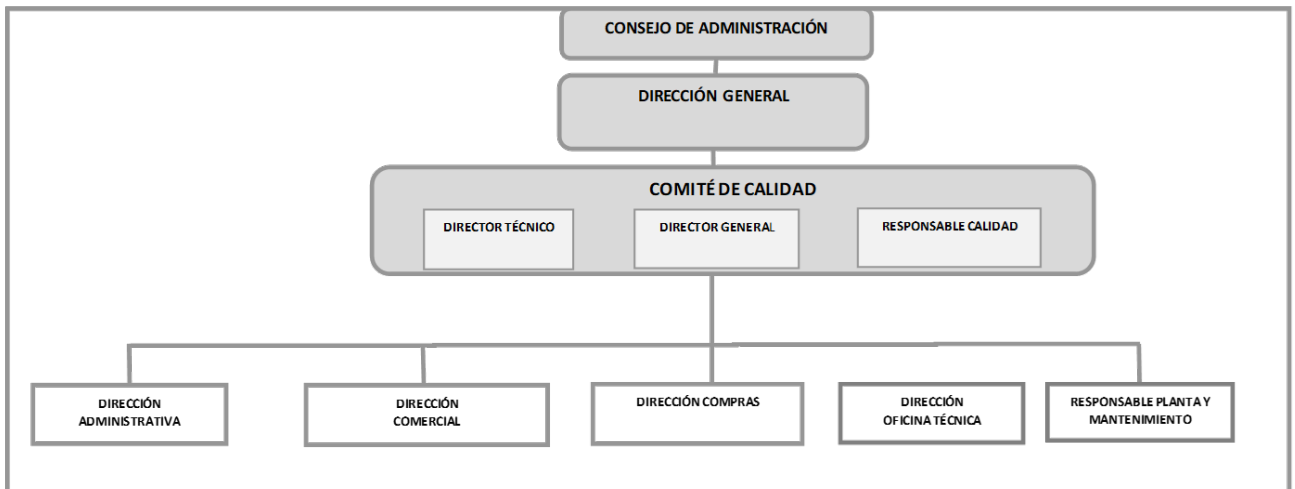 CONSEJO DE ADMINISTRACIÓN
DIRECCIÓN GENERAL
COMITÉ DE CALIDAD
DIRECTOR TÉCNICO
DIRECTOR GENERAL
RESPONSABLE CALIDAD
DIRECCIÓN
ADMINISTRATIVA
DIRECCIÓN
COMERCIAL
DIRECCIÓN COMPRAS
DIRECCIÓN
OFICINA TÉCNICA
RESPONSABLE PLANTA Y
MANTENIMIENTO